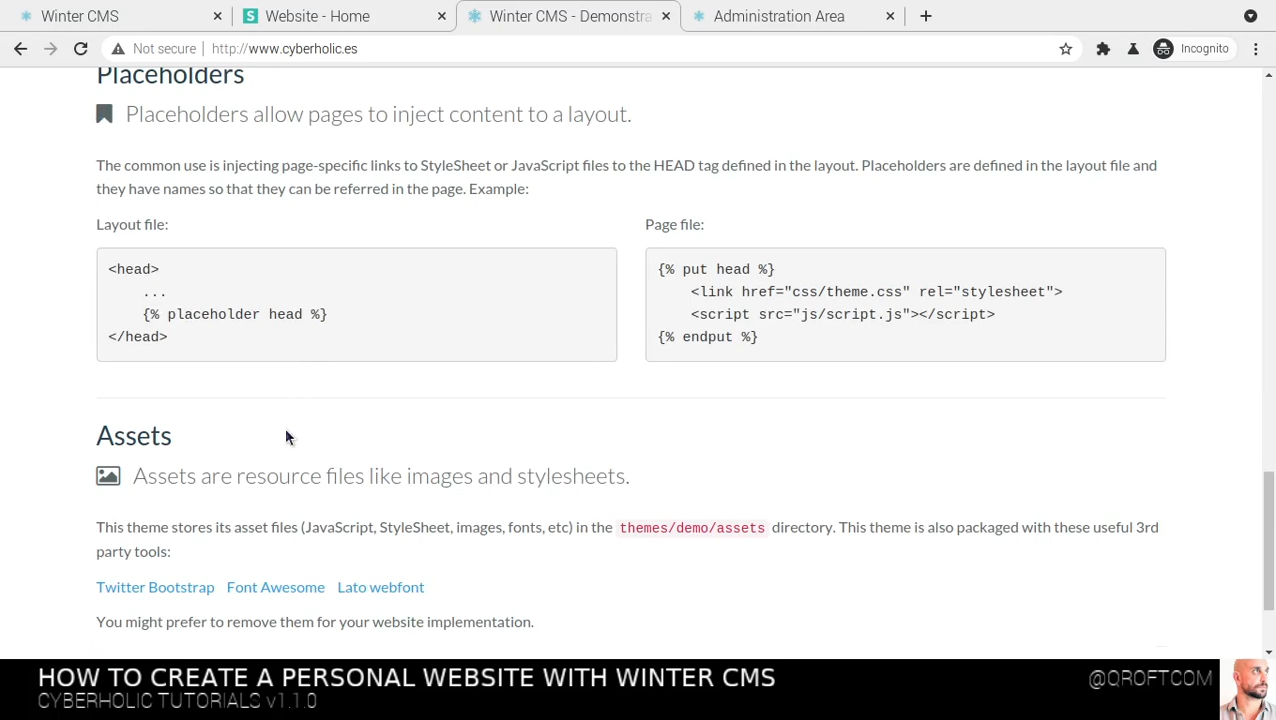 Winter CMS
Website - Home
Winter CMS - Demonstra
Administration Area
Not secure
http://www.cyberholic.es
Incognito
Placeholders
Placeholders allow pages to inject content to a layout.
The common use is injecting page-specific links to StyleSheet or JavaScript files to the HEAD tag defined in the layout. Placeholders are defined in the layout file and
they have names so that they can be referred in the page. Example:
Layout file:
<head>
...
{% placeholder head %}
</head>
Page file:
{% put head %}
<link href="css/theme.css" rel="stylesheet">
<script src="js/script.js"></script>
{% endput %}
Assets
Assets are resource files like images and stylesheets.
This theme stores its asset files (JavaScript, StyleSheet, images, fonts, etc) in the themes/demo/assets directory. This theme is also packaged with these useful 3rd
party tools:
Twitter Bootstrap Font Awesome Lato webfont
You might prefer to remove them for your website implementation.
HOW TO CREATE A PERSONAL WEBSITE WITH WINTER CMS
CYBERHOLIC TUTORIALS v1.1.0
@QROFTCOM